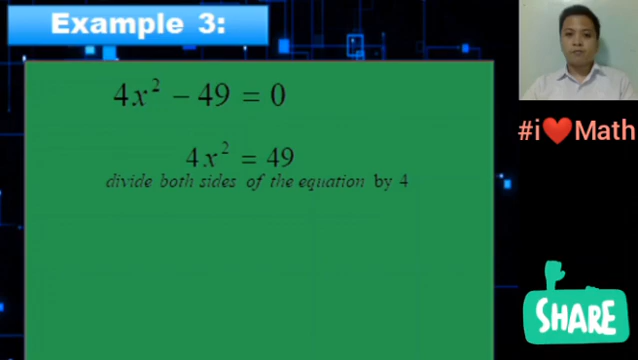 Example 3:
4x² − 49 = 0
4x² = 49
divide both sides of the equation by 4
#i❤Math
SHARE